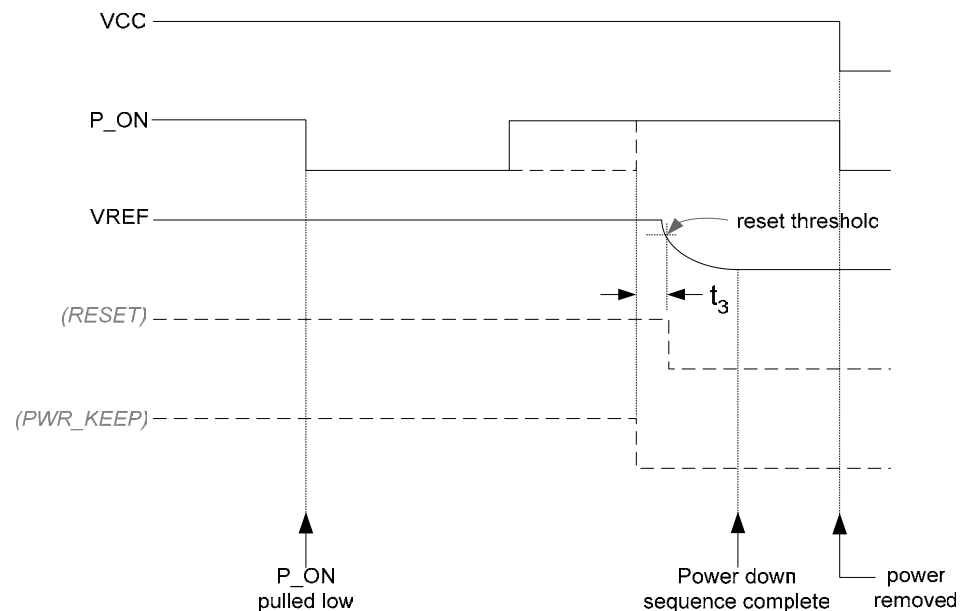 VCC
P_ON
VREF
reset thresholc
t3
(RESET)
(PWR_KEEP)
P_ON
pulled low
Power down
sequence complete
power
removed